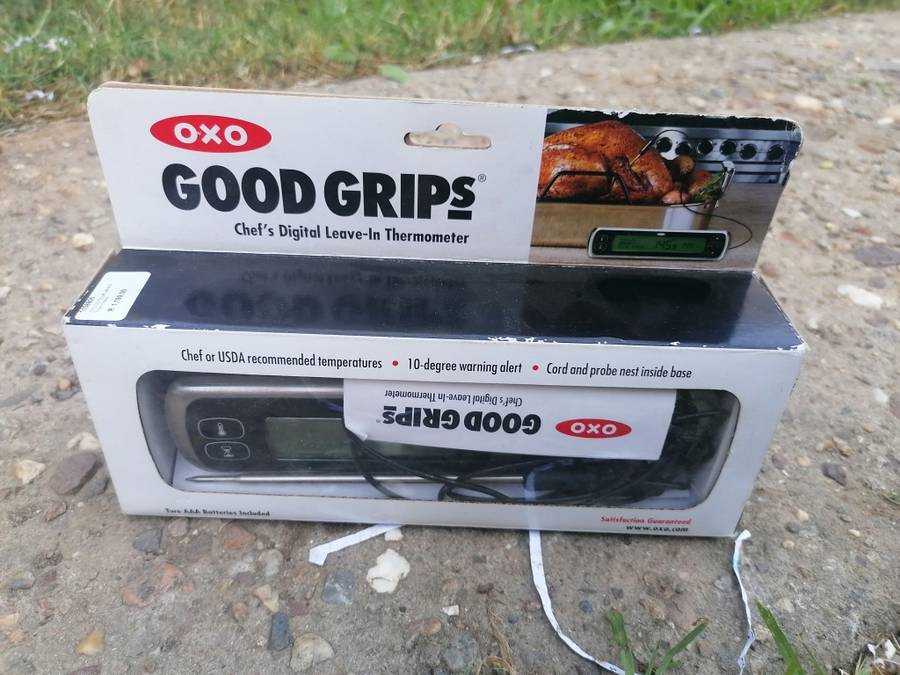 OXO
GOOD GRIPS®
Chef's Digital Leave-In Thermometer
Chef or USDA recommended temperatures • 10-degree warning alert • Cord and probe nest inside base
OXO
GOOD GRIPS®
Chef's Digital Leave-In Thermometer
Two AAA Batteries Included
Satisfaction Guaranteed
www.oxo.com